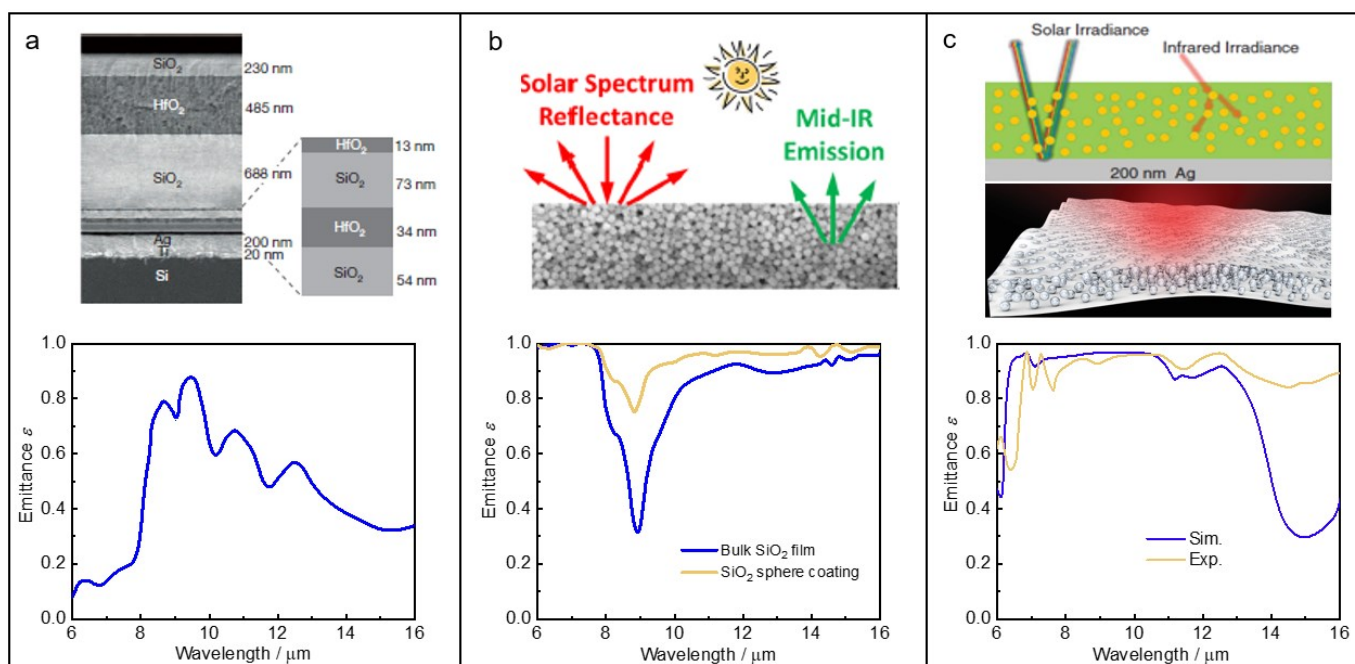 a
SiO₂
230 nm
HfO₂
485 nm
SiO₂
688 nm
Ag
200 nm
Ti
20 nm
Si
HfO₂
13 nm
SiO₂
73 nm
HfO₂
34 nm
SiO₂
54 nm
1.0
0.8
0.6
0.4
0.2
0.0
Emittance ε
6 8 10 12 14 16
Wavelength / μm
b
Solar Spectrum
Reflectance
Mid-IR
Emission
1.0
0.8
0.6
0.4
0.2
0.0
Emittance ε
Bulk SiO₂ film
SiO₂ sphere coating
6 8 10 12 14 16
Wavelength / μm
c
Solar Irradiance
Infrared Irradiance
200 nm Ag
1.0
0.8
0.6
0.4
0.2
0.0
Emittance ε
Sim.
Exp.
6 8 10 12 14 16
Wavelength / μm